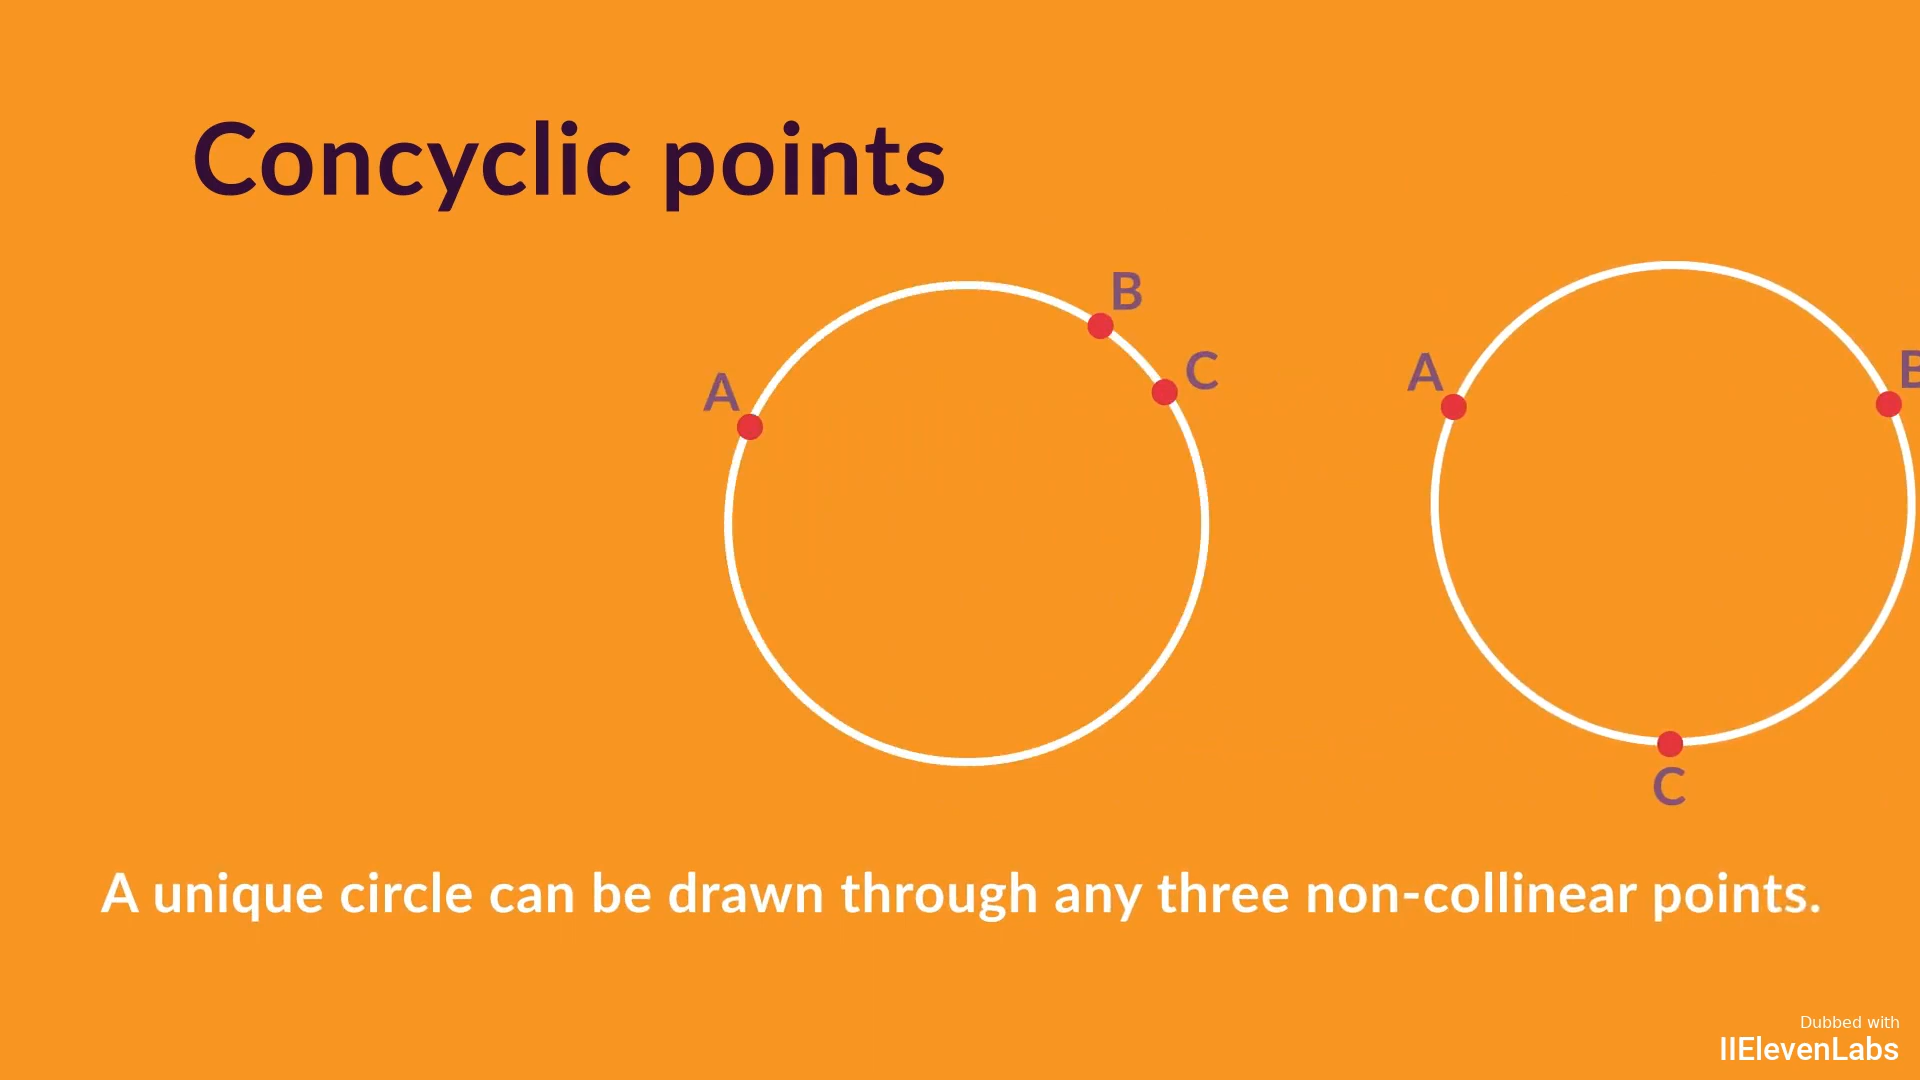 Concyclic points
B
C
A
A
B
C
A unique circle can be drawn through any three non-collinear points.
Dubbed with
IIElevenLabs